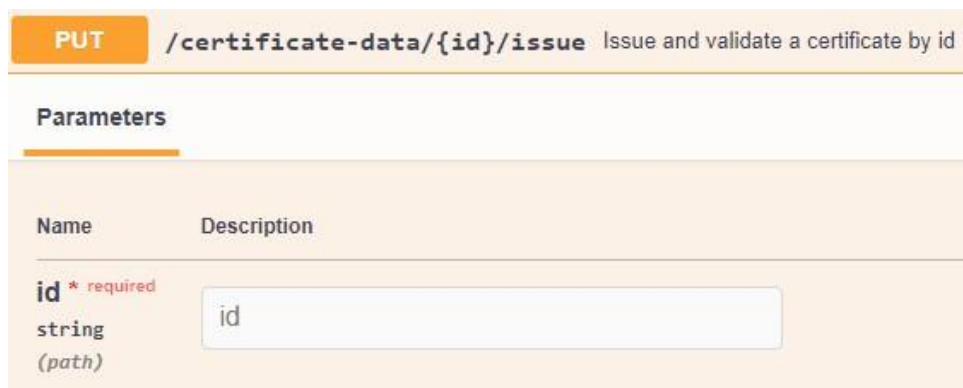 PUT /certificate-data/{id}/issue Issue and validate a certificate by id
Parameters
Name Description
id * required
string
(path)
id